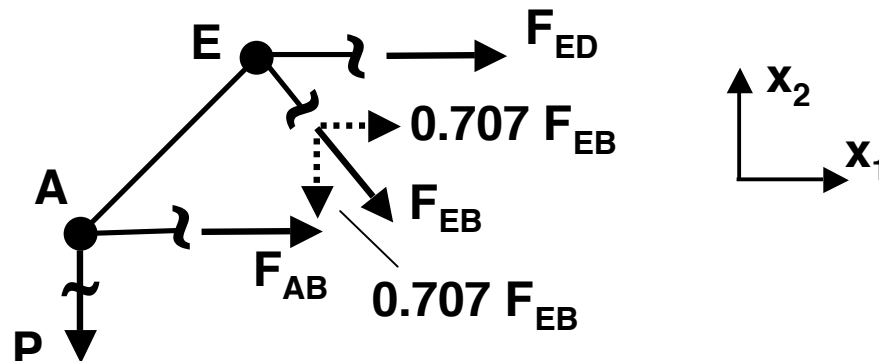 E
F_ED
x_2
0.707 F_EB
x_1
A
F_EB
F_AB
0.707 F_EB
P